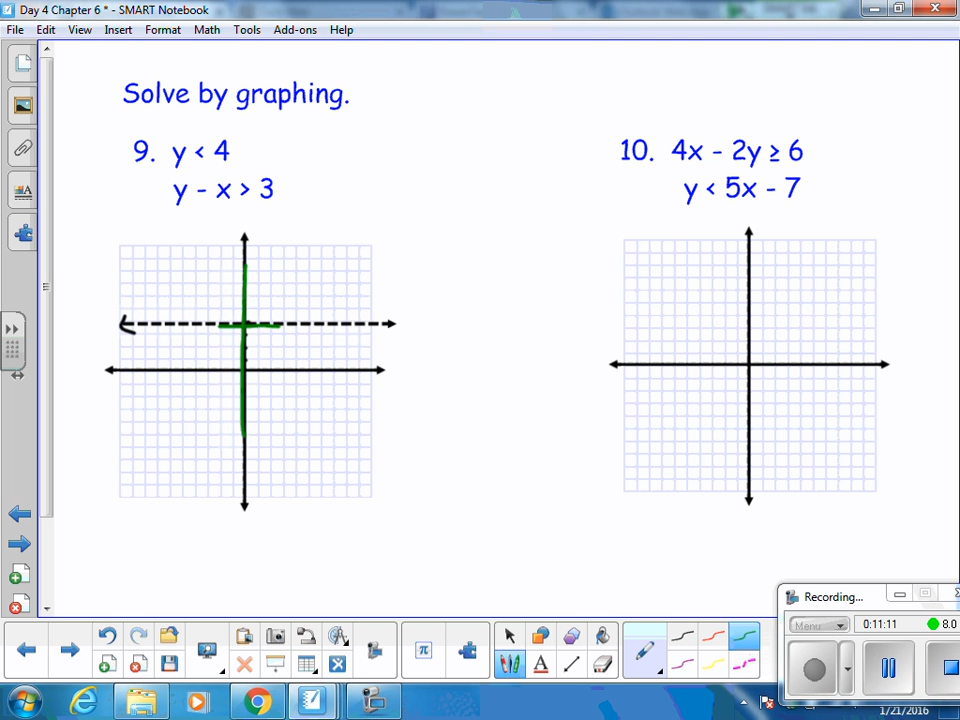 Day 4 Chapter 6 * - SMART Notebook
File Edit View Insert Format Math Tools Add-ons Help
Solve by graphing.
9. y < 4
y - x > 3
10. 4x - 2y ≥ 6
y < 5x - 7
Recording...
Menu
0:11:11
8.0
π
A
1/21/2016